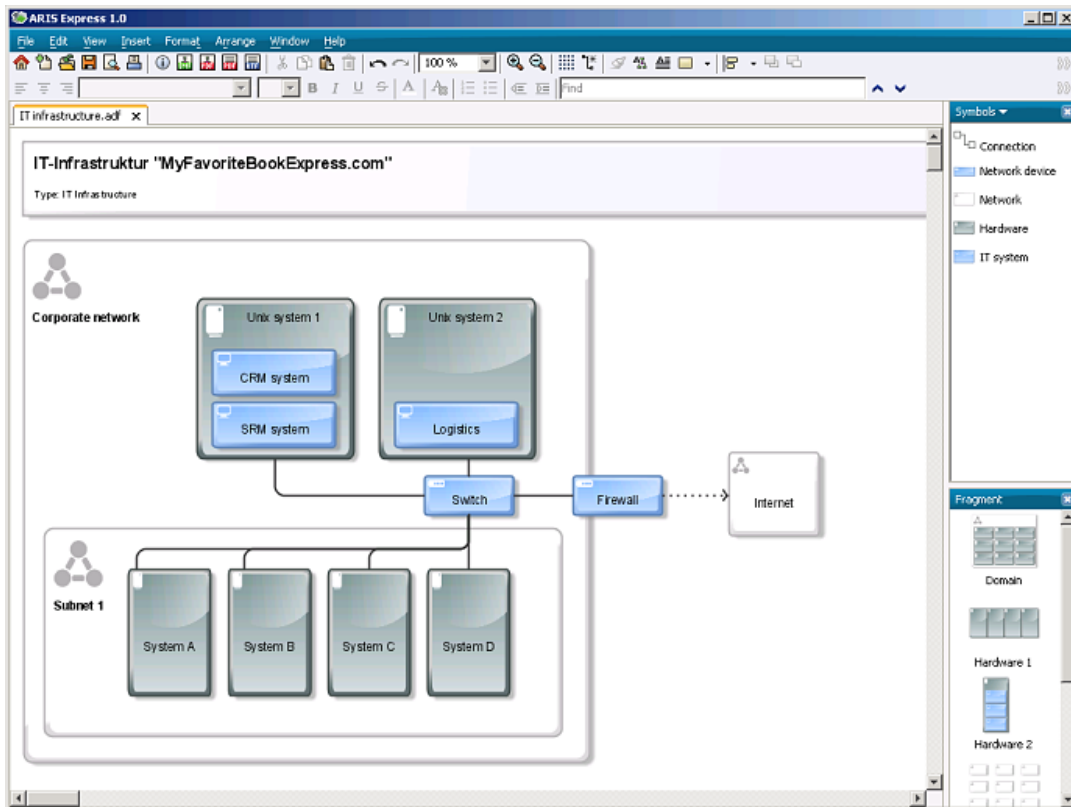 ARIS Express 1.0
File Edit View Insert Format Arrange Window Help
100 %
B I U S A
Find
IT infrastructure.adf
Symbols
Connection
Network device
Network
Hardware
IT system
IT-Infrastruktur "MyFavoriteBookExpress.com"
Type: IT Infrastructure
Corporate network
Unix system 1
Unix system 2
CRM system
SRM system
Logistics
Switch
Firewall
Internet
Subnet 1
System A
System B
System C
System D
Fragment
Domain
Hardware 1
Hardware 2